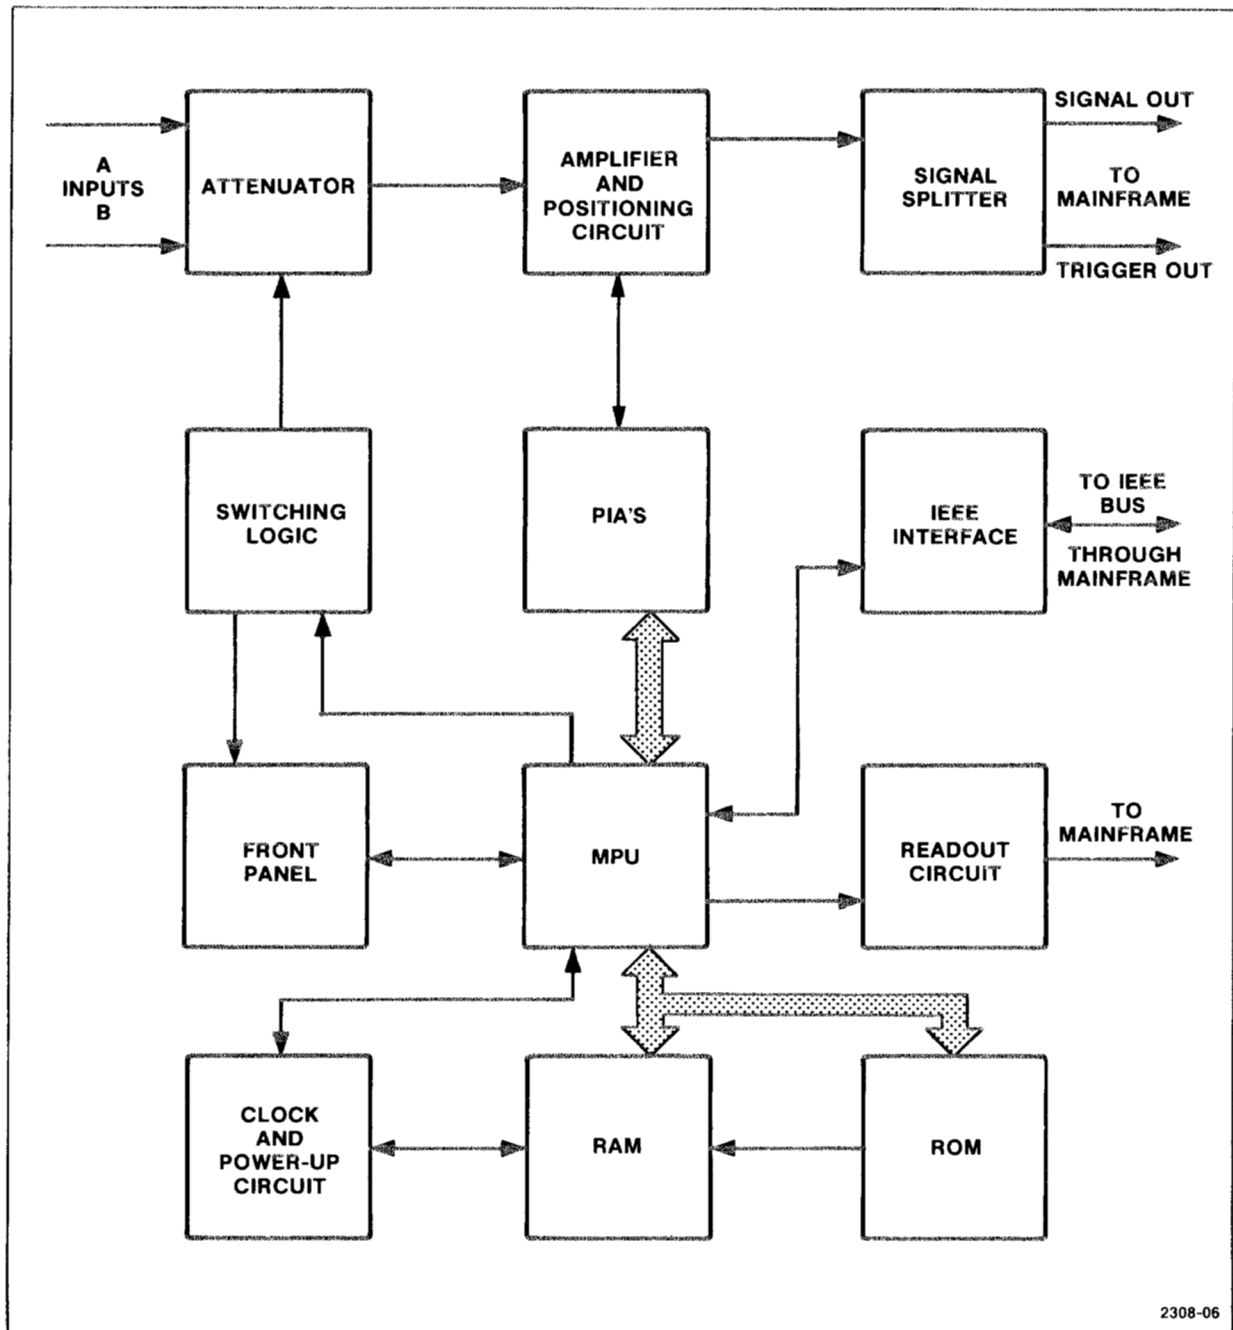 A
INPUTS
B
ATTENUATOR
AMPLIFIER
AND
POSITIONING
CIRCUIT
SIGNAL
SPLITTER
SIGNAL OUT
TO
MAINFRAME
TRIGGER OUT
SWITCHING
LOGIC
PIA'S
IEEE
INTERFACE
TO IEEE
BUS
THROUGH
MAINFRAME
FRONT
PANEL
MPU
READOUT
CIRCUIT
TO
MAINFRAME
CLOCK
AND
POWER-UP
CIRCUIT
RAM
ROM
2308-06